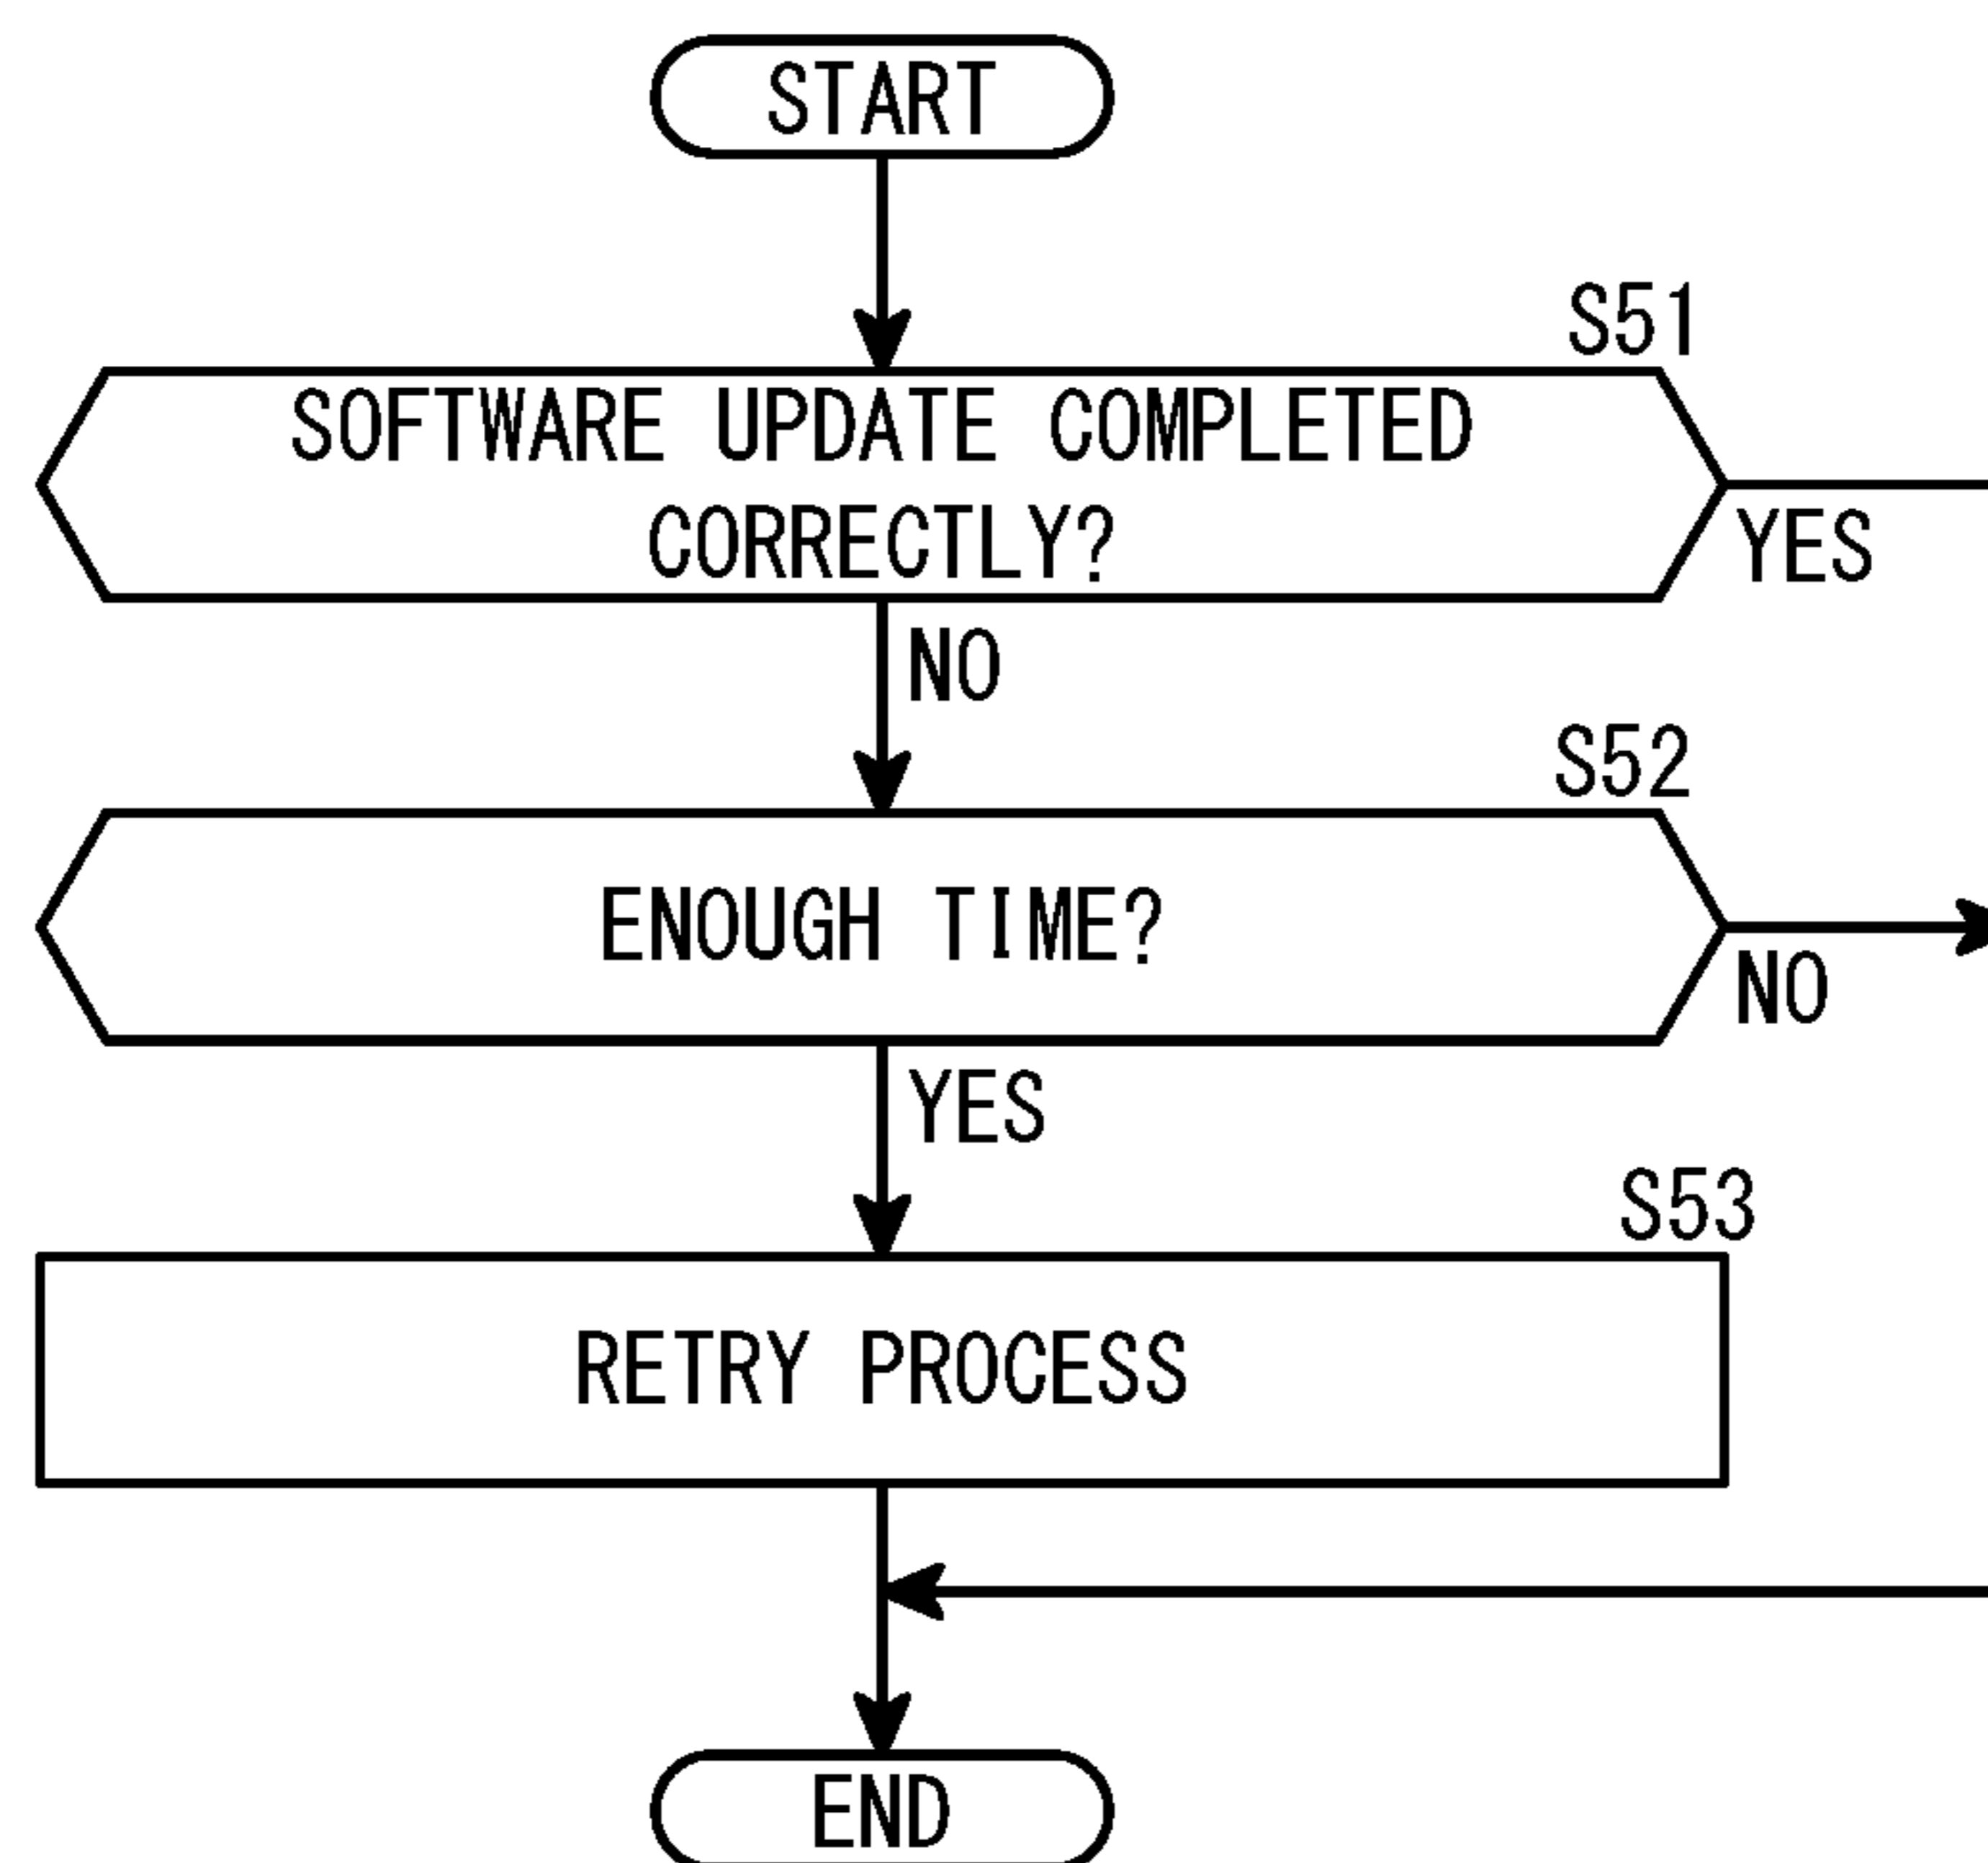 START
S51
SOFTWARE UPDATE COMPLETED
CORRECTLY?
YES
NO
S52
ENOUGH TIME?
NO
YES
S53
RETRY PROCESS
END